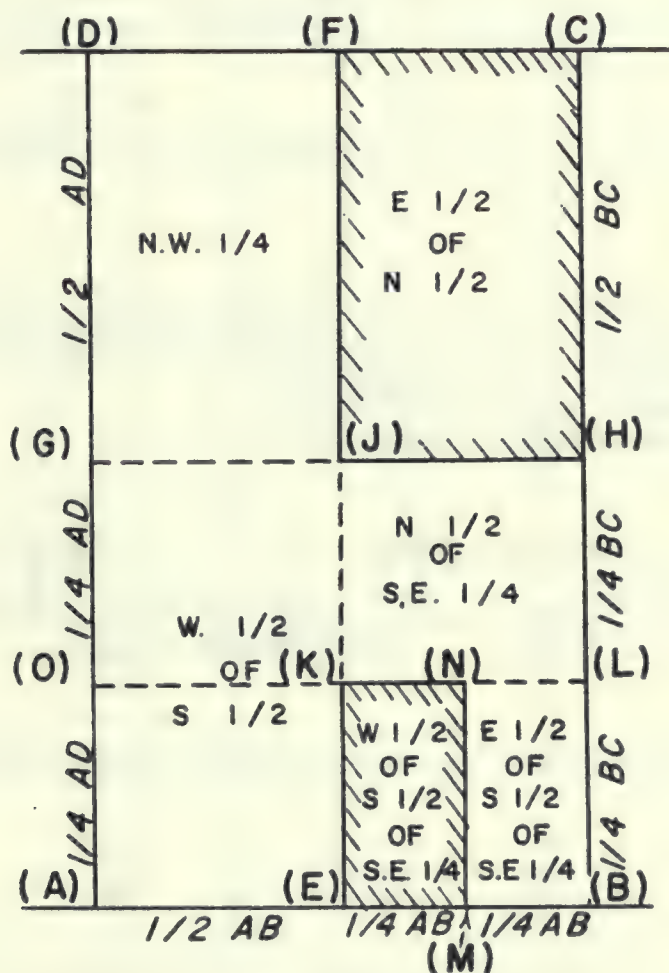 (D) (F) (C)
1/2 AD
N.W. 1/4
E 1/2
OF
N 1/2
1/2 BC
(G) (J) (H)
1/4 AD
N 1/2
OF
S.E. 1/4
1/4 BC
W. 1/2
OF
S 1/2
(O) (K) (N) (L)
1/4 AD
W 1/2
OF
S 1/2
OF
S.E. 1/4
E 1/2
OF
S 1/2
OF
S.E 1/4
1/4 BC
(A) (E) (B)
1/2 AB 1/4 AB 1/4 AB
(M)